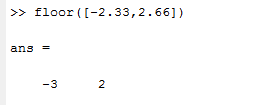 >> floor([-2.33,2.66])
ans =
-3 2